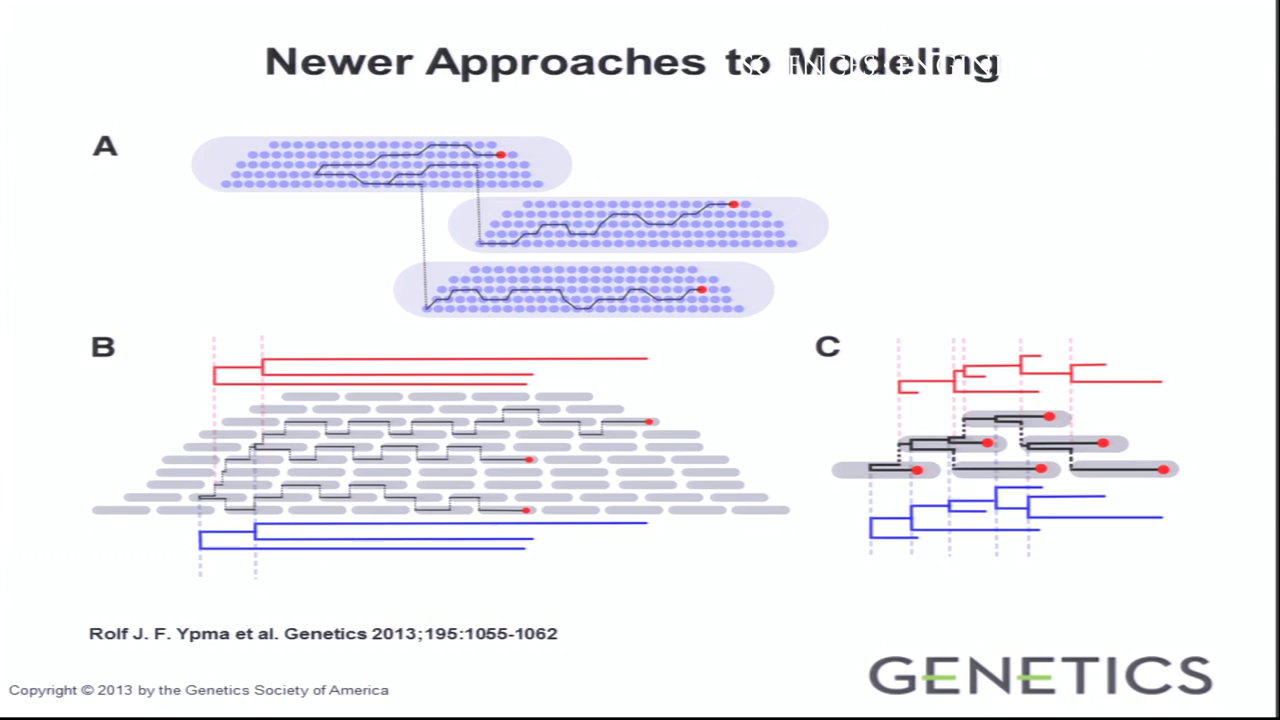 Newer Approaches to Modeling
A
B
C
Rolf J. F. Ypma et al. Genetics 2013;195:1055-1062
GENETICS
Copyright © 2013 by the Genetics Society of America